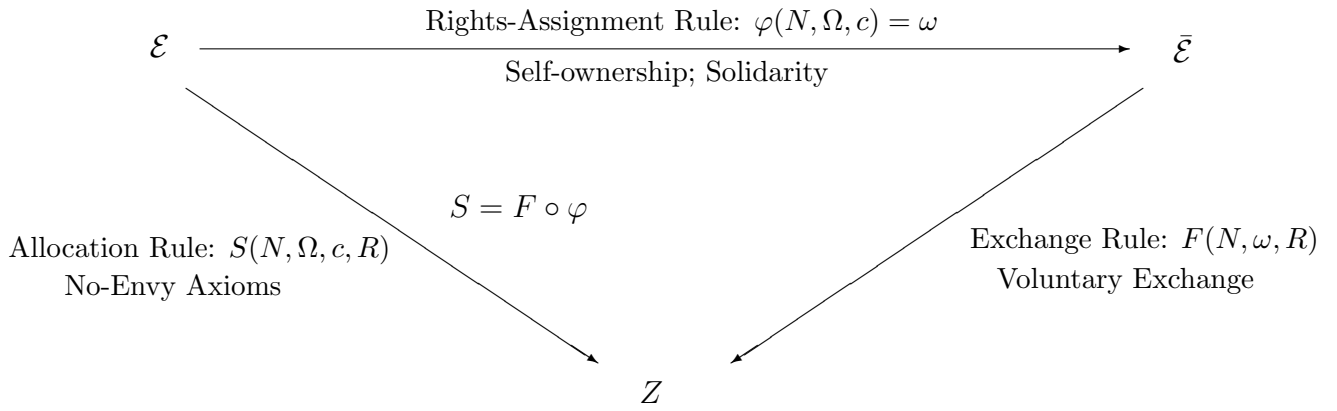 Rights-Assignment Rule: φ(N, Ω, c) = ω
ℰ
ℰ̄
Self-ownership; Solidarity
S = F ∘ φ
Allocation Rule: S(N, Ω, c, R)
No-Envy Axioms
Exchange Rule: F(N, ω, R)
Voluntary Exchange
Z